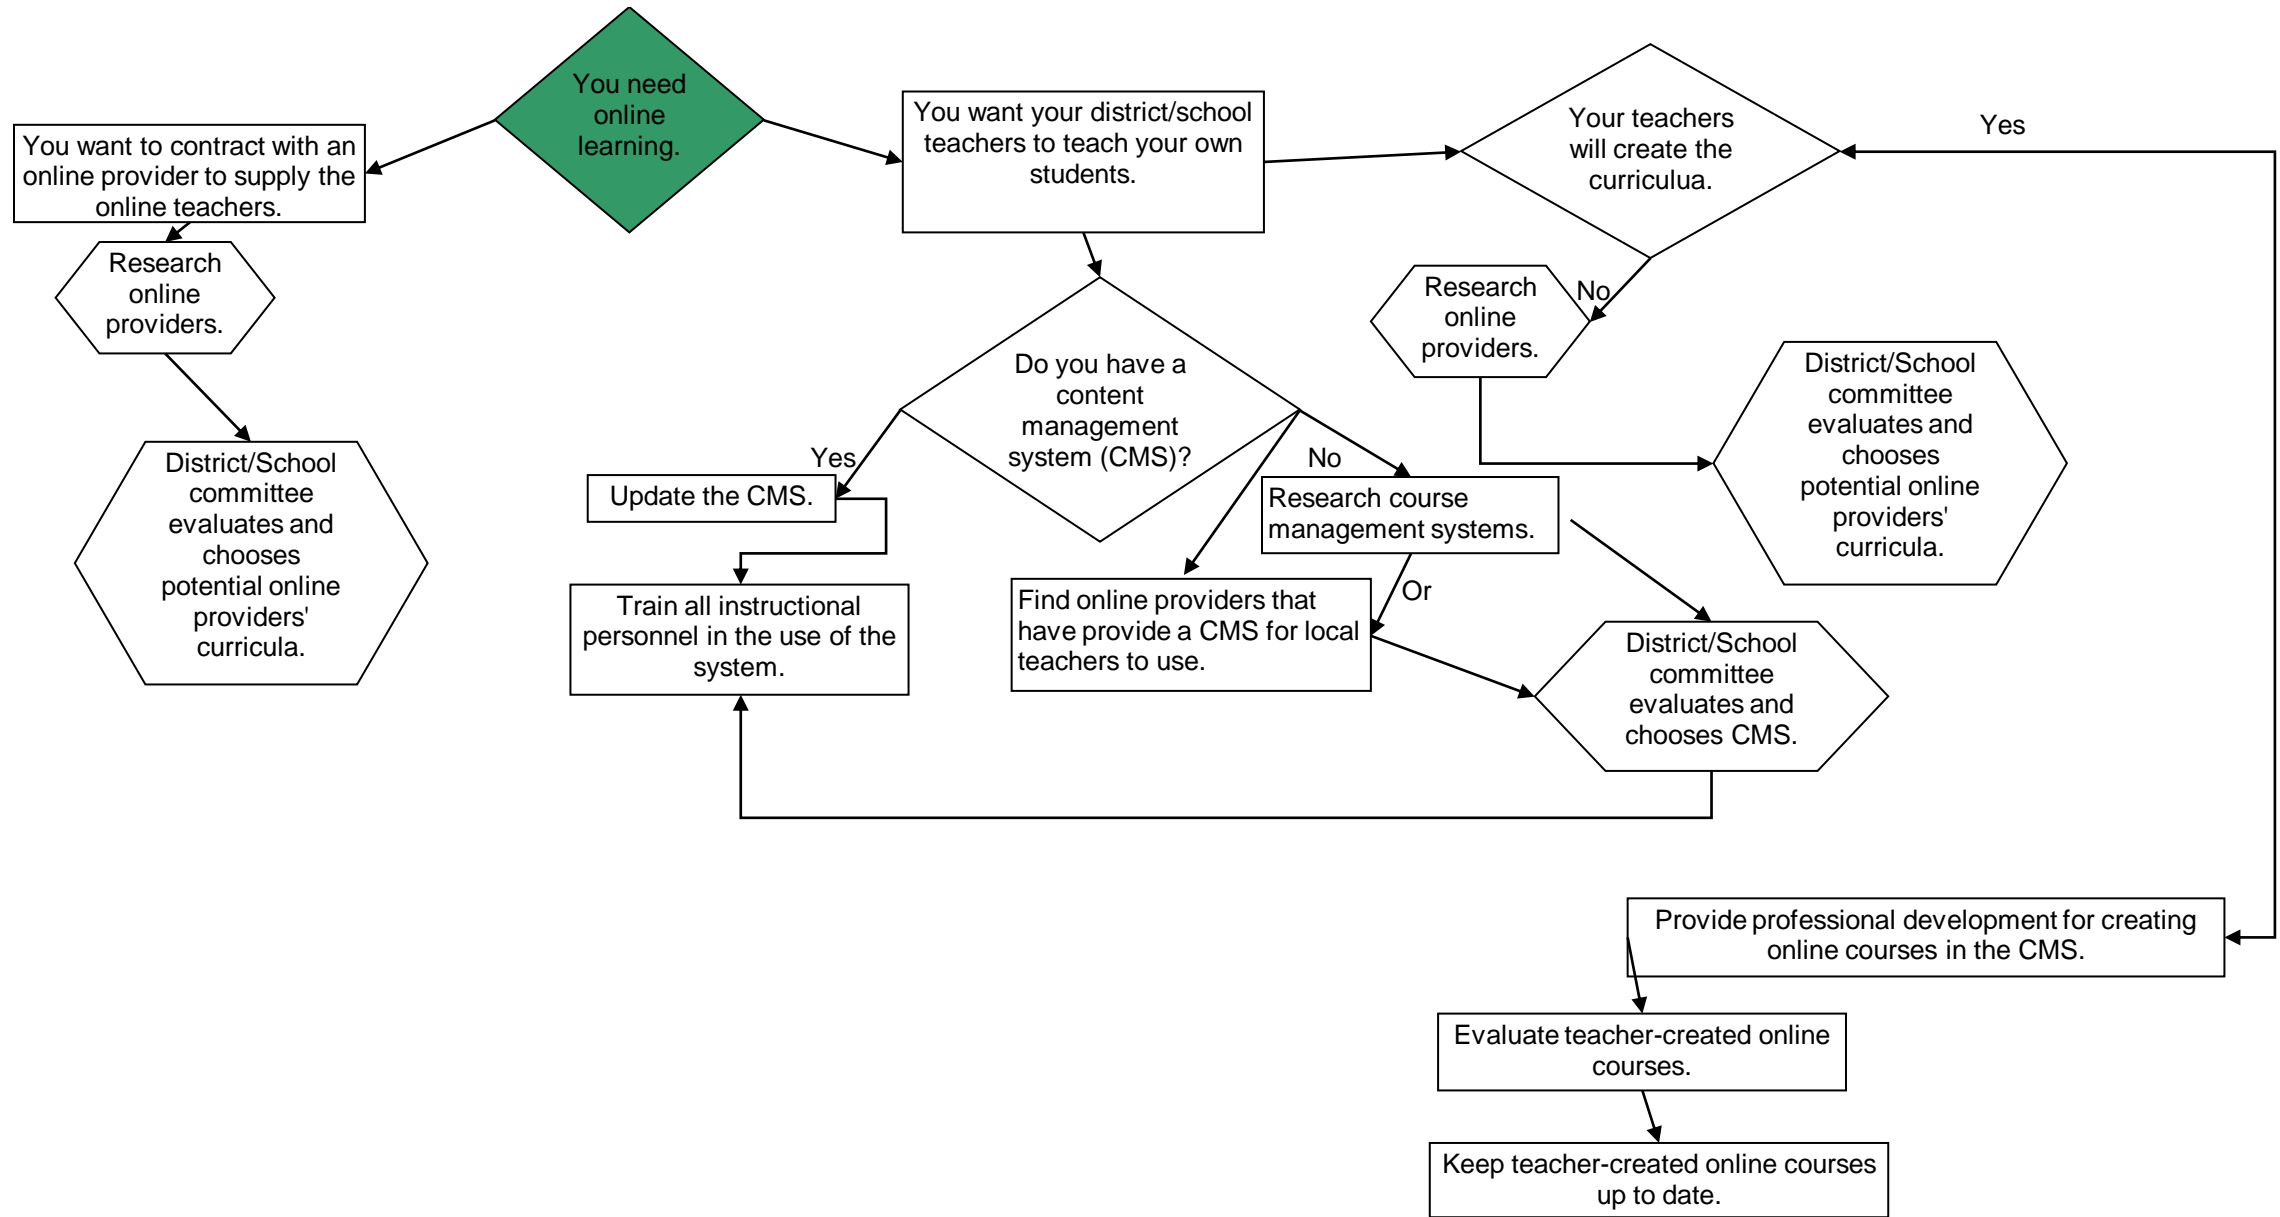 You need
online
learning.
You want to contract with an
online provider to supply the
online teachers.
Research
online
providers.
District/School
committee
evaluates and
chooses
potential online
providers'
curricula.
You want your district/school
teachers to teach your own
students.
Your teachers
will create the
curriculua.
Yes
No
Research
online
providers.
District/School
committee
evaluates and
chooses
potential online
providers'
curricula.
Do you have a
content
management
system (CMS)?
Yes
Update the CMS.
Train all instructional
personnel in the use of the
system.
No
Research course
management systems.
Or
Find online providers that
have provide a CMS for local
teachers to use.
District/School
committee
evaluates and
chooses CMS.
Provide professional development for creating
online courses in the CMS.
Evaluate teacher-created online
courses.
Keep teacher-created online courses
up to date.